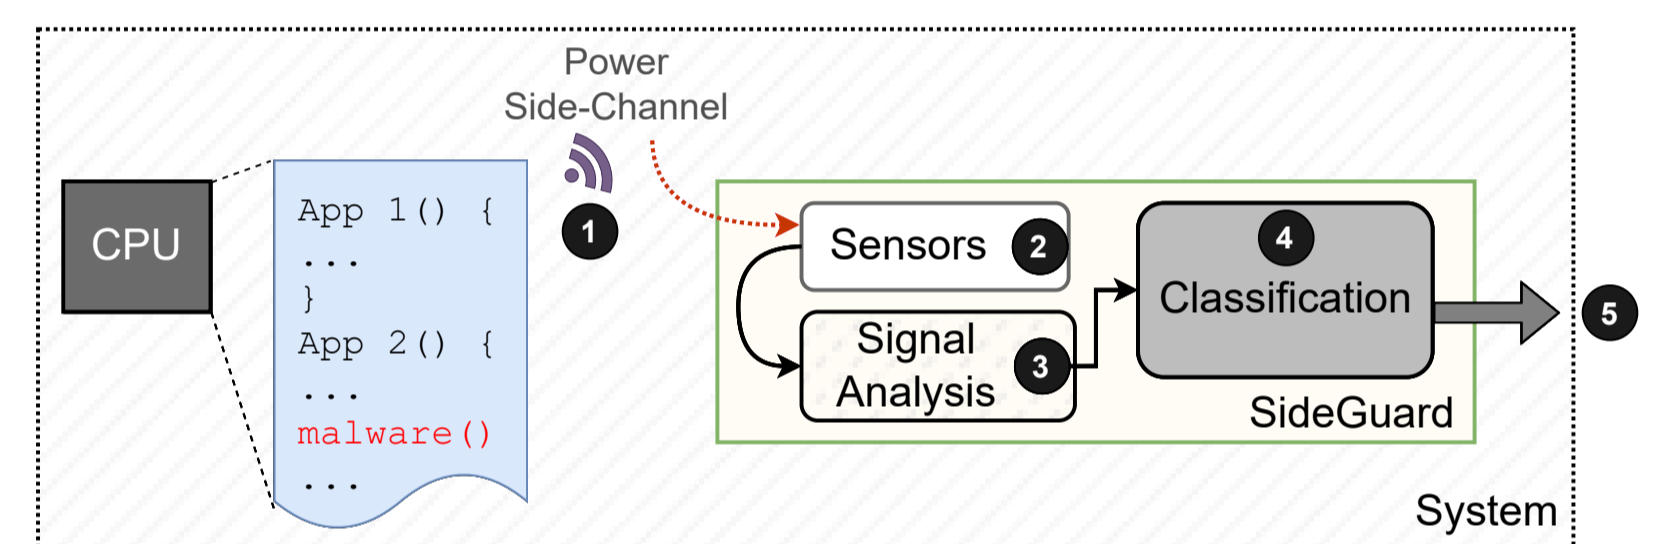 Power
Side-Channel
1
CPU
App 1() {
...
}
App 2() {
...
malware()
...
Sensors 2
Signal
Analysis 3
4
Classification
5
SideGuard
System